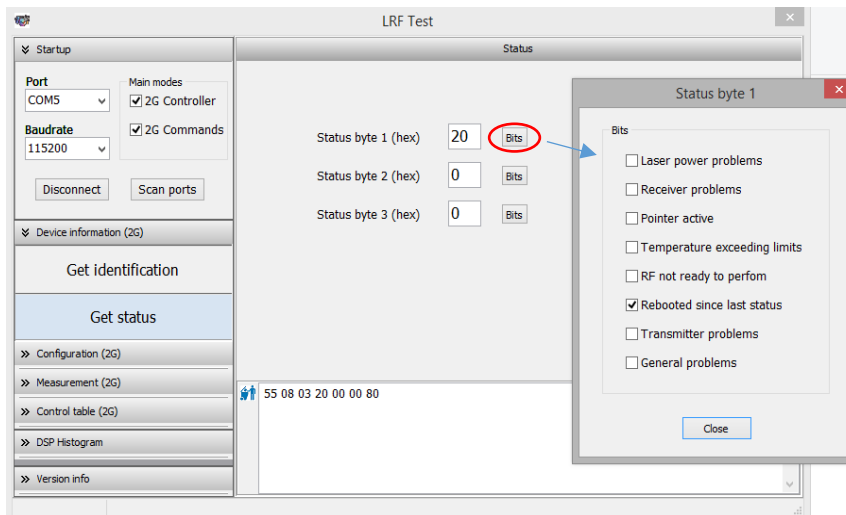 LRF Test
Startup
Port
COM5
Baudrate
115200
Main modes
2G Controller
2G Commands
Disconnect
Scan ports
Device information (2G)
Get identification
Get status
Configuration (2G)
Measurement (2G)
Control table (2G)
DSP Histogram
Version info
Status
Status byte 1 (hex) 20 Bits
Status byte 2 (hex) 0 Bits
Status byte 3 (hex) 0 Bits
55 08 03 20 00 00 80
Status byte 1
Bits
Laser power problems
Receiver problems
Pointer active
Temperature exceeding limits
RF not ready to perfom
Rebooted since last status
Transmitter problems
General problems
Close